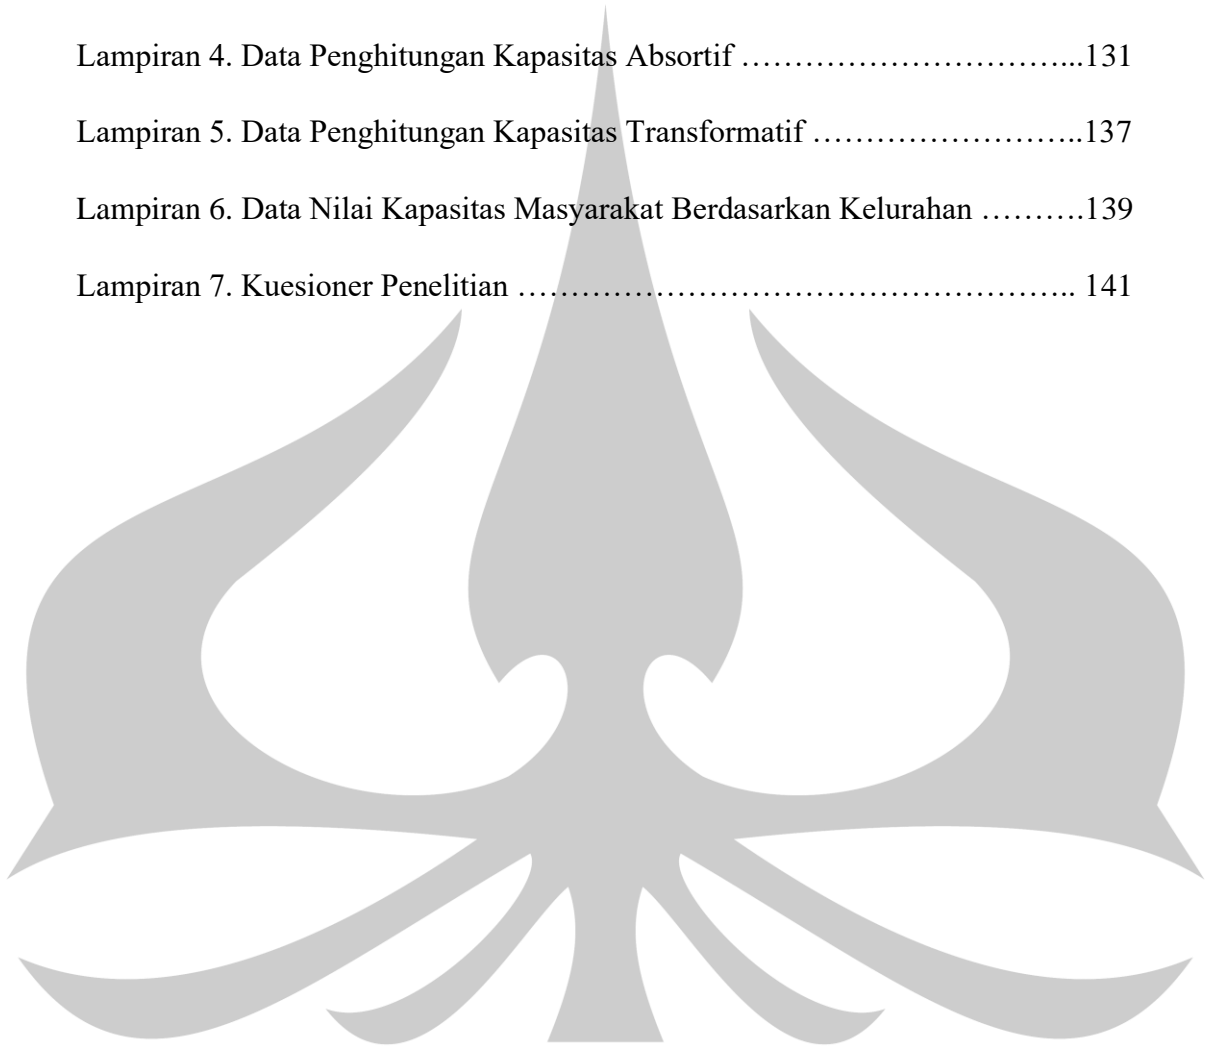 Lampiran 4. Data Penghitungan Kapasitas Absortif …………………………...131
Lampiran 5. Data Penghitungan Kapasitas Transformatif ……………………..137
Lampiran 6. Data Nilai Kapasitas Masyarakat Berdasarkan Kelurahan ……….139
Lampiran 7. Kuesioner Penelitian …………………………………………….. 141